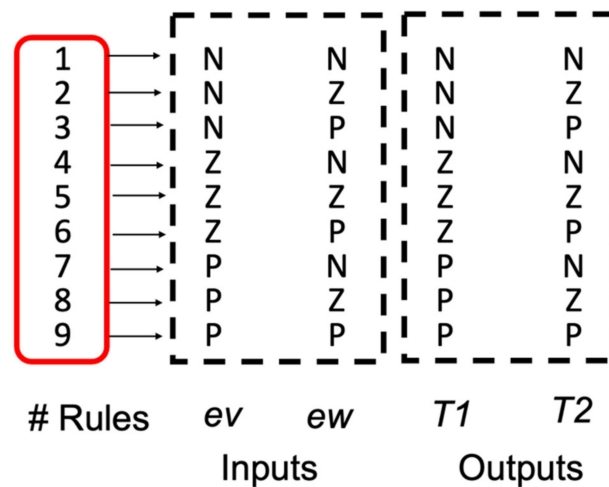 1 N N N N
2 N Z N Z
3 N P N P
4 Z N Z N
5 Z Z Z Z
6 Z P Z P
7 P N P N
8 P Z P Z
9 P P P P
# Rules ev ew T1 T2
Inputs Outputs